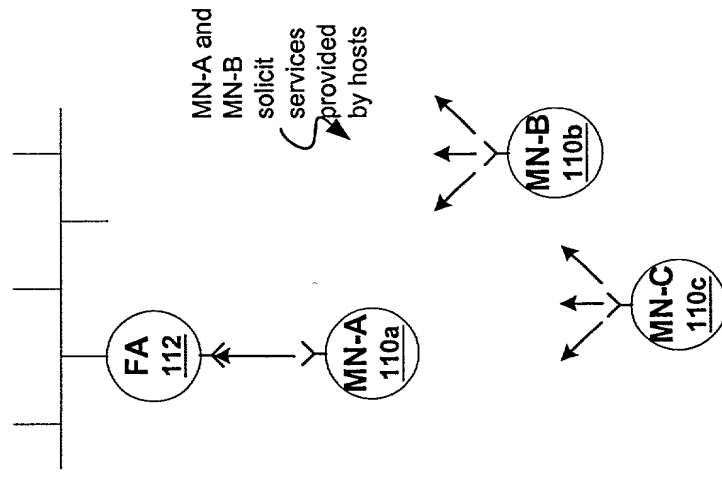 MN-A and
MN-B
solicit
services
provided
by hosts
FA
112
MN-A
110a
MN-B
110b
MN-C
110c